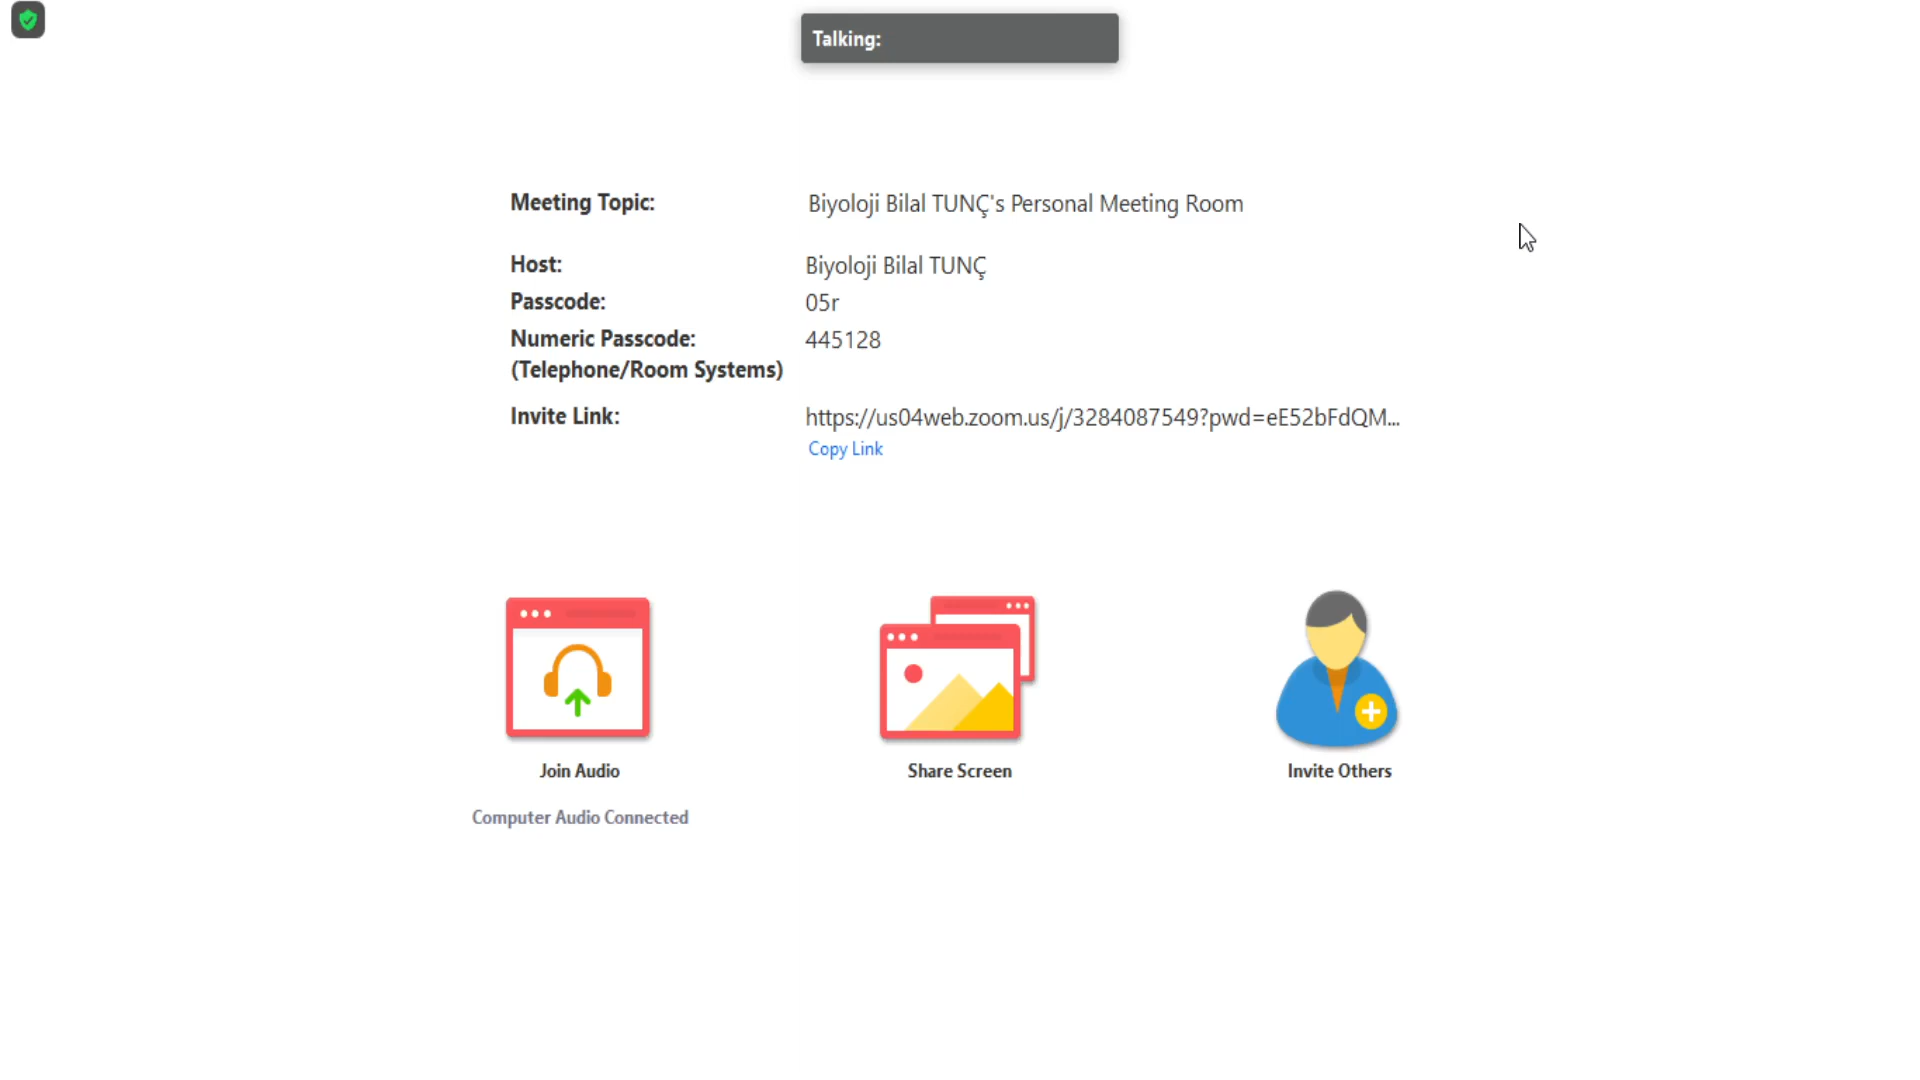 Talking:
Meeting Topic: Biyoloji Bilal TUNÇ's Personal Meeting Room
Host: Biyoloji Bilal TUNÇ
Passcode: 05r
Numeric Passcode: 445128
(Telephone/Room Systems)
Invite Link: https://us04web.zoom.us/j/3284087549?pwd=eE52bFdQM...
Copy Link
Join Audio Share Screen Invite Others
Computer Audio Connected